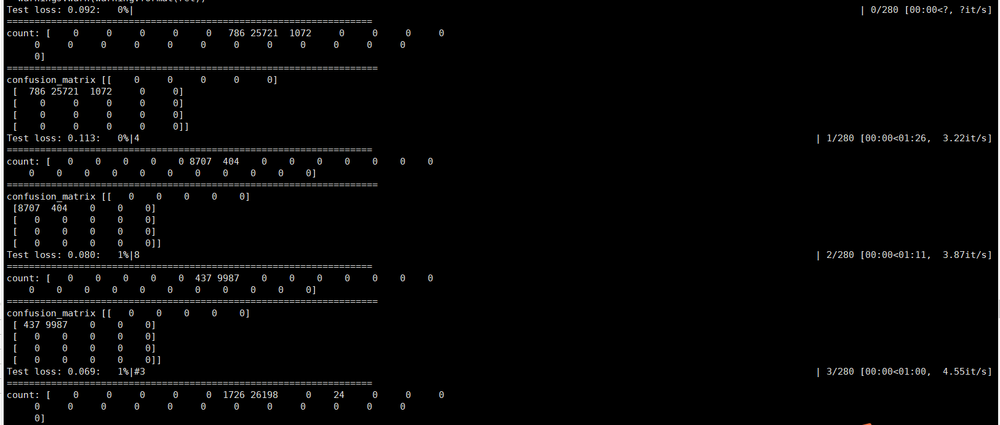 Test loss: 0.092:   0%|          | 0/280 [00:00<?, ?it/s]
==================================================================
count: [    0     0     0     0     0   786 25721  1072     0     0     0     0
     0     0     0     0     0     0     0     0     0     0     0     0
     0]
===================================================================
confusion_matrix [[    0     0     0     0     0]
 [  786 25721  1072     0     0]
 [    0     0     0     0     0]
 [    0     0     0     0     0]
 [    0     0     0     0     0]]
Test loss: 0.113:   0%|4          | 1/280 [00:00<01:26,  3.22it/s]
==================================================================
count: [   0    0    0    0    0 8707  404    0    0    0    0    0    0    0
    0    0    0    0    0    0    0    0    0    0    0]
===================================================================
confusion_matrix [[   0    0    0    0    0]
 [8707  404    0    0    0]
 [   0    0    0    0    0]
 [   0    0    0    0    0]
 [   0    0    0    0    0]]
Test loss: 0.080:   1%|8          | 2/280 [00:00<01:11,  3.87it/s]
==================================================================
count: [   0    0    0    0    0  437 9987    0    0    0    0    0    0    0
    0    0    0    0    0    0    0    0    0    0    0]
===================================================================
confusion_matrix [[   0    0    0    0    0]
 [ 437 9987    0    0    0]
 [   0    0    0    0    0]
 [   0    0    0    0    0]
 [   0    0    0    0    0]]
Test loss: 0.069:   1%|#3          | 3/280 [00:00<01:00,  4.55it/s]
==================================================================
count: [    0     0     0     0     0  1726 26198     0    24     0     0     0
     0     0     0     0     0     0     0     0     0     0     0     0
     0]